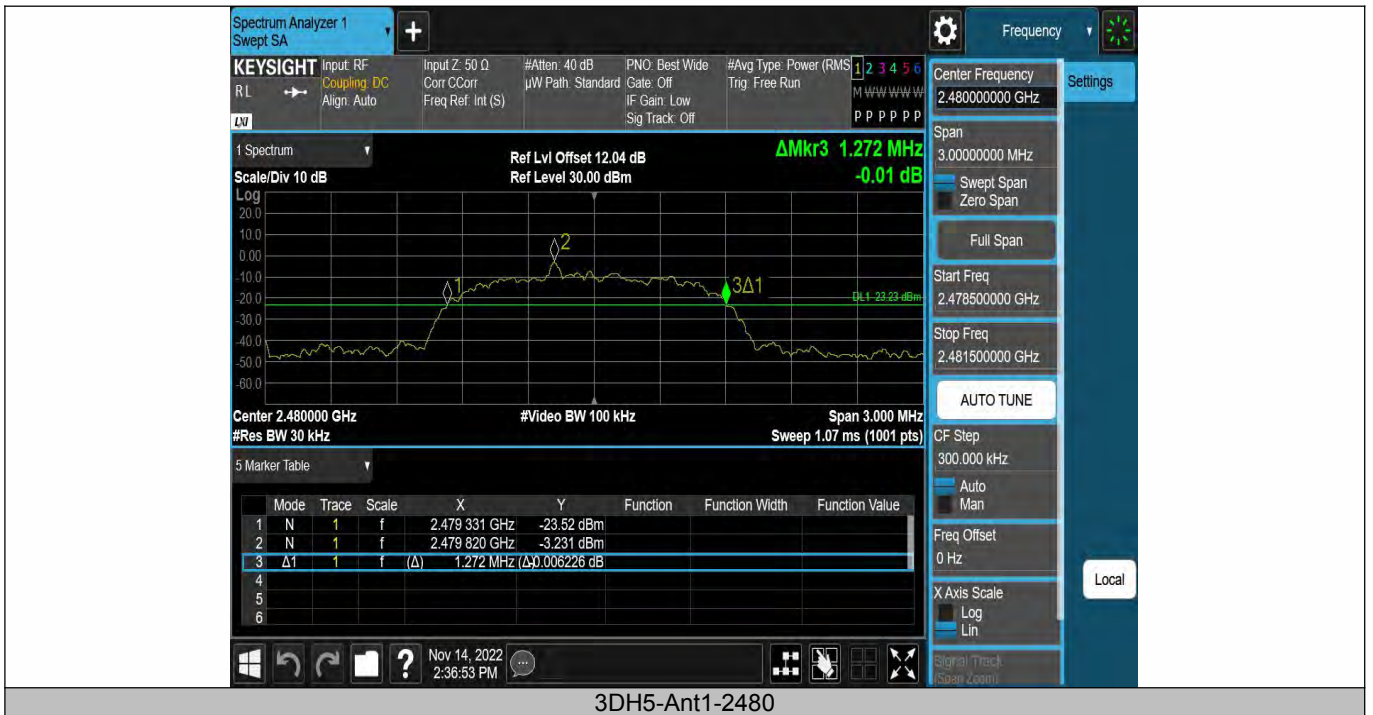 Spectrum Analyzer 1
Swept SA
+
Frequency
KEYSIGHT
RL
LXI
Input: RF
Coupling: DC
Align: Auto
Input Z: 50 Ω
Corr CCorr
Freq Ref: Int (S)
#Atten: 40 dB
µW Path: Standard
PNO: Best Wide
Gate: Off
IF Gain: Low
Sig Track: Off
#Avg Type: Power (RMS
Trig: Free Run
1 2 3 4 5 6
M W W W W W
P P P P P P
Center Frequency
2.480000000 GHz
Settings
Span
3.00000000 MHz
Swept Span
Zero Span
Full Span
Start Freq
2.478500000 GHz
Stop Freq
2.481500000 GHz
AUTO TUNE
CF Step
300.000 kHz
Auto
Man
Freq Offset
0 Hz
X Axis Scale
Log
Lin
Signal Track
(Span Zoom)
Local
1 Spectrum
Scale/Div 10 dB
Ref Lvl Offset 12.04 dB
Ref Level 30.00 dBm
ΔMkr3 1.272 MHz
-0.01 dB
Log
20.0
10.0
0.00
-10.0
-20.0
-30.0
-40.0
-50.0
-60.0
1
2
3Δ1
DL1 -23.23 dBm
Center 2.480000 GHz
#Video BW 100 kHz
Span 3.000 MHz
#Res BW 30 kHz
Sweep 1.07 ms (1001 pts)
5 Marker Table
Mode Trace Scale X Y Function Function Width Function Value
1 N 1 f 2.479 331 GHz -23.52 dBm
2 N 1 f 2.479 820 GHz -3.231 dBm
3 Δ1 1 f (Δ) 1.272 MHz (Δ) -0.006226 dB
4
5
6
?
Nov 14, 2022
2:36:53 PM
3DH5-Ant1-2480